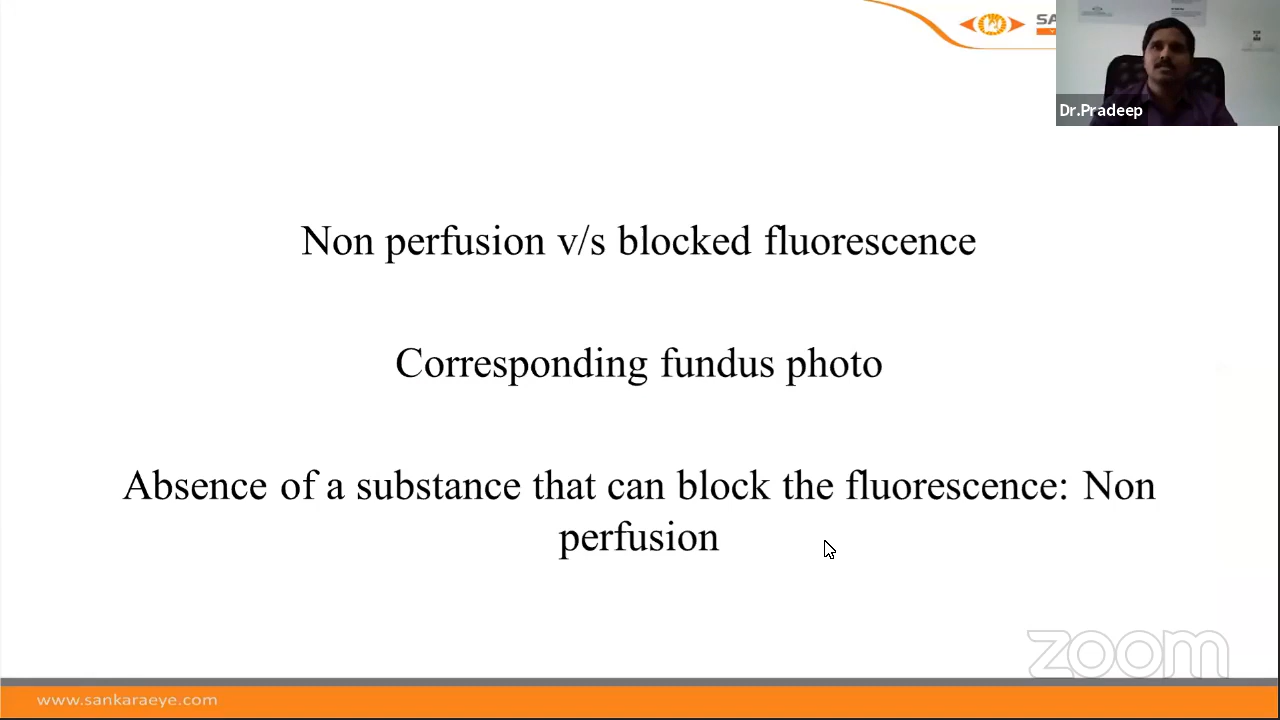 SA
Dr.Pradeep
Non perfusion v/s blocked fluorescence
Corresponding fundus photo
Absence of a substance that can block the fluorescence: Non
perfusion
zoom
www.sankaraeye.com